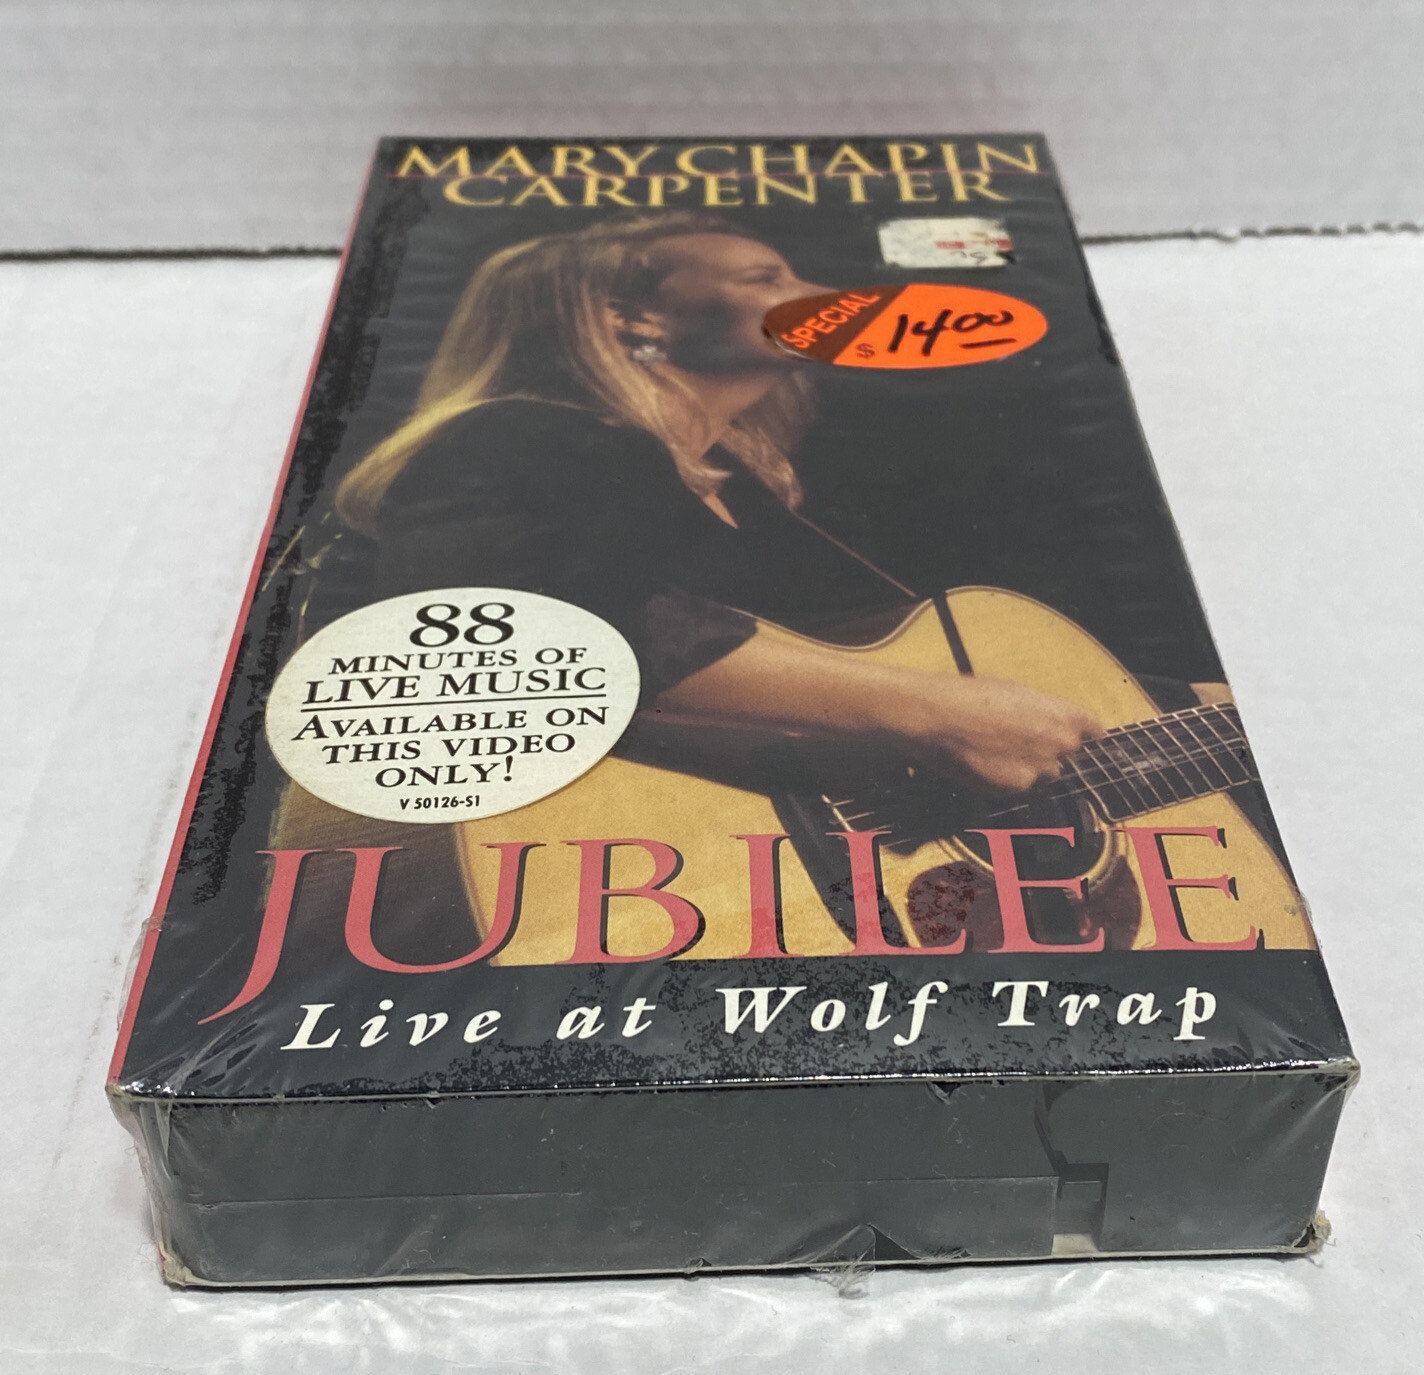 MARY CHAPIN
CARPENTER
SPECIAL
$ 14 00
88
MINUTES OF
LIVE MUSIC
AVAILABLE ON
THIS VIDEO
ONLY!
V 50126-S1
JUBILEE
Live at Wolf Trap